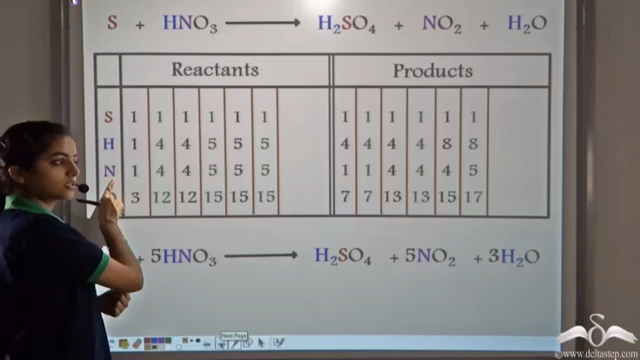 S + HNO₃ ⟶ H₂SO₄ + NO₂ + H₂O
Reactants Products
S 1 1 1 1 1 1 1 1 1 1 1 1
H 1 4 4 5 5 5 4 4 4 4 8 8
N 1 4 4 5 5 5 1 1 4 4 4 5
3 12 12 15 15 15 7 7 13 13 15 17
+ 5HNO₃ ⟶ H₂SO₄ + 5NO₂ + 3H₂O
Next Page
©www.deltastep.com